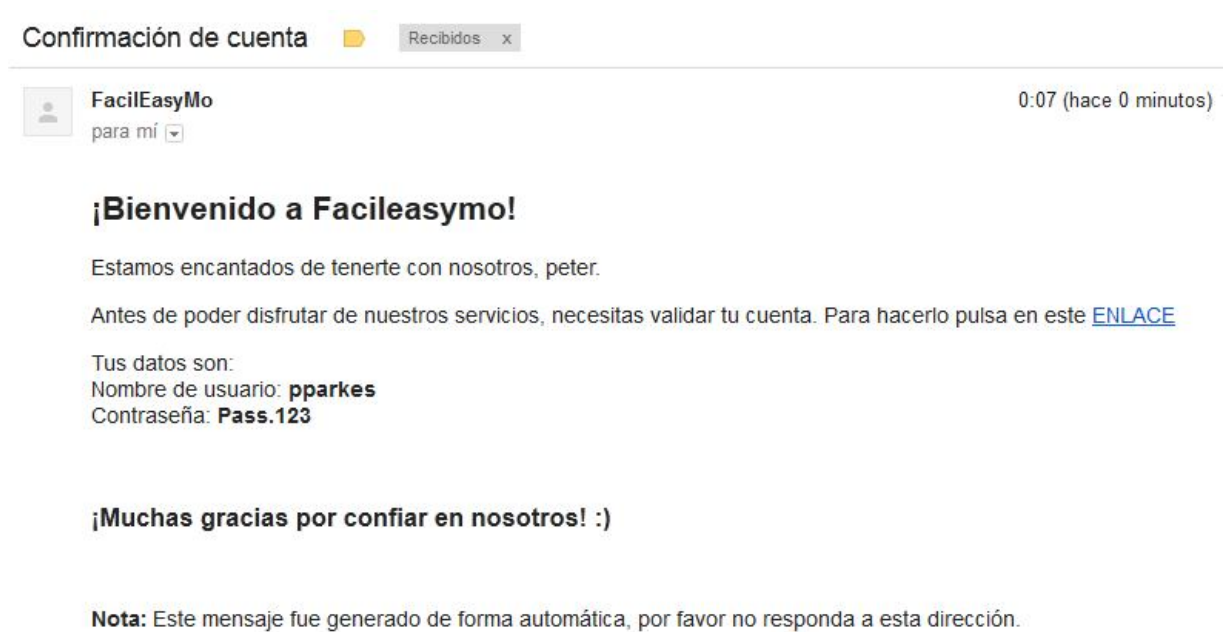 Confirmación de cuenta Recibidos x
FacilEasyMo 0:07 (hace 0 minutos)
para mí
¡Bienvenido a Facileasymo!
Estamos encantados de tenerte con nosotros, peter.
Antes de poder disfrutar de nuestros servicios, necesitas validar tu cuenta. Para hacerlo pulsa en este ENLACE
Tus datos son:
Nombre de usuario: pparkes
Contraseña: Pass.123
¡Muchas gracias por confiar en nosotros! :)
Nota: Este mensaje fue generado de forma automática, por favor no responda a esta dirección.